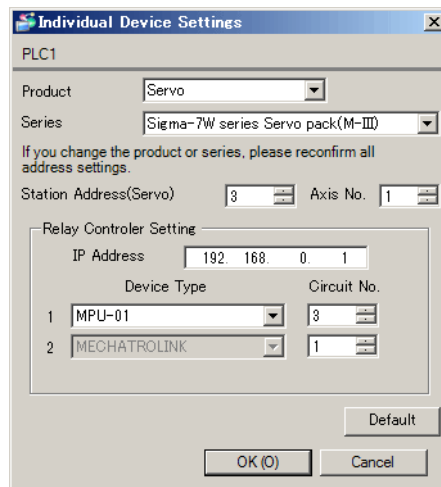 Individual Device Settings
PLC1
Product Servo
Series Sigma-7W series Servo pack(M-III)
If you change the product or series, please reconfirm all
address settings.
Station Address(Servo) 3 Axis No. 1
Relay Controler Setting
IP Address 192. 168. 0. 1
Device Type Circuit No.
1 MPU-01 3
2 MECHATROLINK 1
Default
OK (O) Cancel